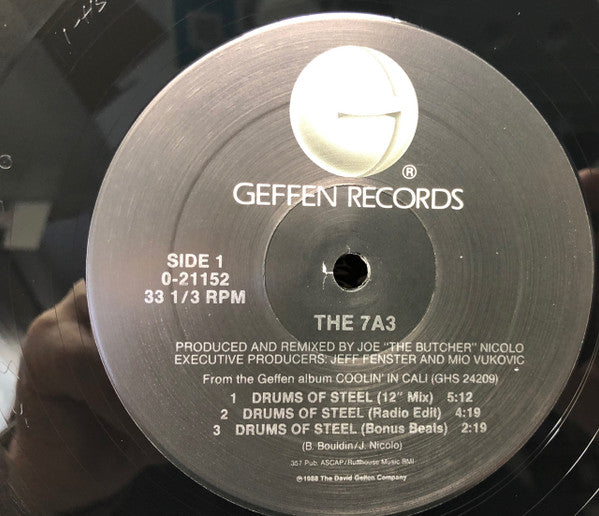 ®
GEFFEN RECORDS
SIDE 1
0-21152
33 1/3 RPM
THE 7A3
PRODUCED AND REMIXED BY JOE "THE BUTCHER" NICOLO
EXECUTIVE PRODUCERS: JEFF FENSTER AND MIO VUKOVIC
From the Geffen album COOLIN' IN CALI (GHS 24209)
1 DRUMS OF STEEL (12" Mix) 5:12
2 DRUMS OF STEEL (Radio Edit) 4:19
3 DRUMS OF STEEL (Bonus Beats) 2:19
(B. Bouldin/J. Nicolo)
357 Pub. ASCAP/Ruffhouse Music BMI
℗1988 The David Geffen Company